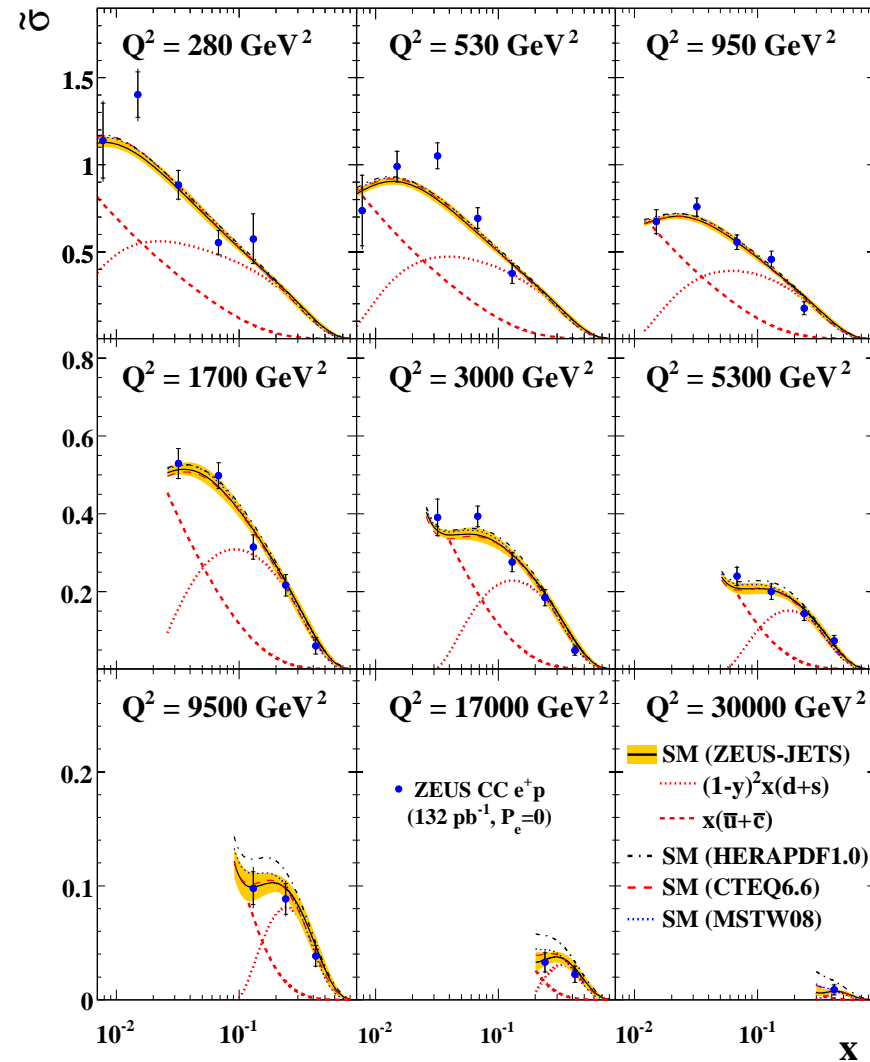 σ̃
Q² = 280 GeV²
Q² = 530 GeV²
Q² = 950 GeV²
1.5
1
0.5
Q² = 1700 GeV²
Q² = 3000 GeV²
Q² = 5300 GeV²
0.8
0.6
0.4
0.2
Q² = 9500 GeV²
Q² = 17000 GeV²
Q² = 30000 GeV²
ZEUS CC e⁺p
(132 pb⁻¹, Pₑ=0)
SM (ZEUS-JETS)
(1-y)²x(d+s)
x(u̅+c̅)
SM (HERAPDF1.0)
SM (CTEQ6.6)
SM (MSTW08)
0.2
0.1
0
10⁻² 10⁻¹ 10⁻² 10⁻¹ 10⁻² 10⁻¹
x